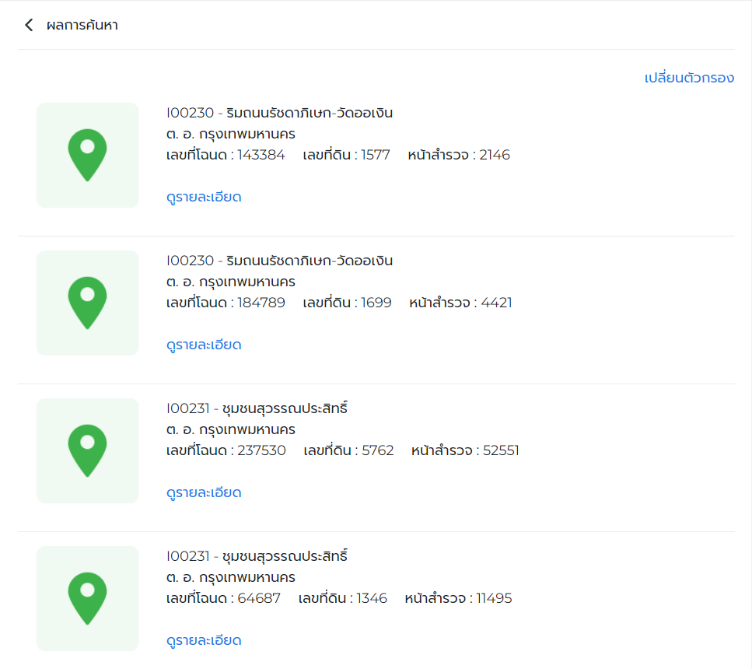 ผลการค้นหา
เปลี่ยนตัวกรอง
I00230 - ริมถนนรัชดาภิเษก-วัดออเงิน
ต. อ. กรุงเทพมหานคร
เลขที่โฉนด : 143384 เลขที่ดิน : 1577 หน้าสำรวจ : 2146
ดูรายละเอียด
I00230 - ริมถนนรัชดาภิเษก-วัดออเงิน
ต. อ. กรุงเทพมหานคร
เลขที่โฉนด : 184789 เลขที่ดิน : 1699 หน้าสำรวจ : 4421
ดูรายละเอียด
I00231 - ชุมชนสุวรรณประสิทธิ์
ต. อ. กรุงเทพมหานคร
เลขที่โฉนด : 237530 เลขที่ดิน : 5762 หน้าสำรวจ : 52551
ดูรายละเอียด
I00231 - ชุมชนสุวรรณประสิทธิ์
ต. อ. กรุงเทพมหานคร
เลขที่โฉนด : 64687 เลขที่ดิน : 1346 หน้าสำรวจ : 11495
ดูรายละเอียด